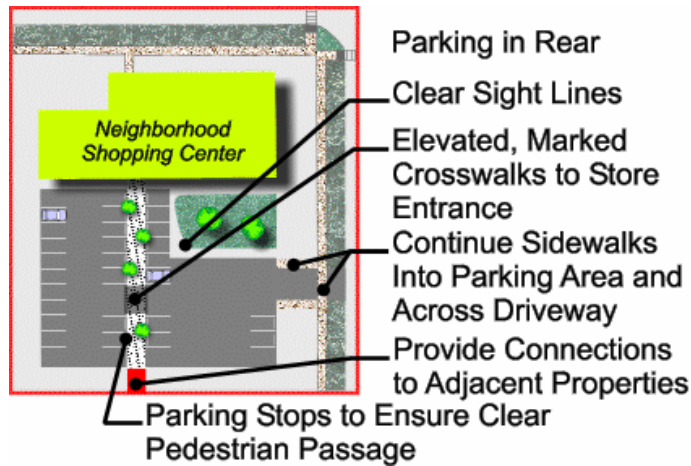 Parking in Rear
Clear Sight Lines
Neighborhood
Shopping Center
Elevated, Marked
Crosswalks to Store
Entrance
Continue Sidewalks
Into Parking Area and
Across Driveway
Provide Connections
to Adjacent Properties
Parking Stops to Ensure Clear
Pedestrian Passage